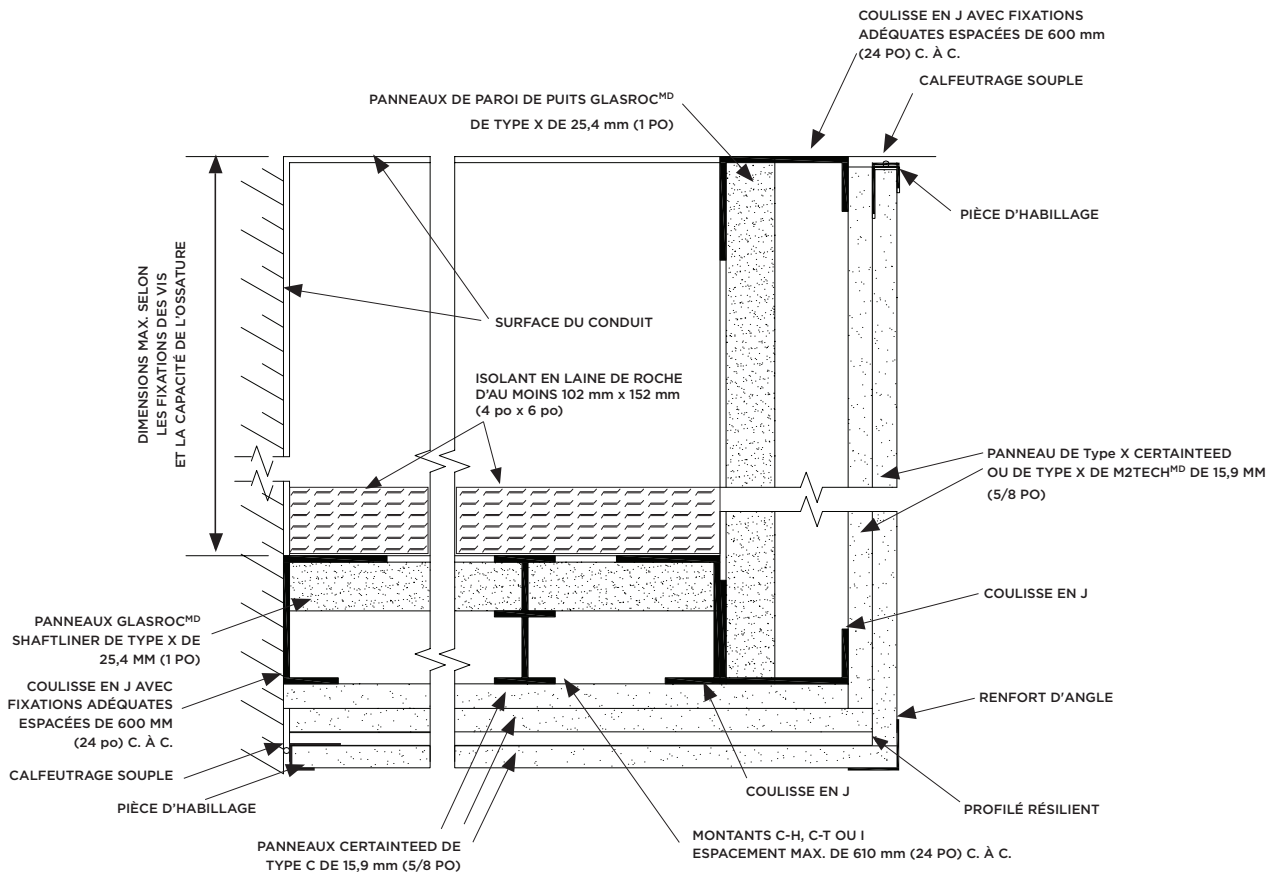 COULISSE EN J AVEC FIXATIONS
ADÉQUATES ESPACÉES DE 600 mm
(24 PO) C. À C.
CALFEUTRAGE SOUPLE
PANNEAUX DE PAROI DE PUITS GLASROCMD
DE TYPE X DE 25,4 mm (1 PO)
PIÈCE D'HABILLAGE
DIMENSIONS MAX. SELON
LES FIXATIONS DES VIS
ET LA CAPACITÉ DE L'OSSATURE
SURFACE DU CONDUIT
ISOLANT EN LAINE DE ROCHE
D'AU MOINS 102 mm x 152 mm
(4 po x 6 po)
PANNEAU DE Type X CERTAINTEED
OU DE TYPE X DE M2TECHMD DE 15,9 MM
(5/8 PO)
COULISSE EN J
PANNEAUX GLASROCMD
SHAFTLINER DE TYPE X DE
25,4 MM (1 PO)
COULISSE EN J AVEC
FIXATIONS ADÉQUATES
ESPACÉES DE 600 MM
(24 po) C. À C.
RENFORT D'ANGLE
CALFEUTRAGE SOUPLE
PIÈCE D'HABILLAGE
COULISSE EN J
PROFILÉ RÉSILIENT
PANNEAUX CERTAINTEED DE
TYPE C DE 15,9 mm (5/8 PO)
MONTANTS C-H, C-T OU I
ESPACEMENT MAX. DE 610 mm (24 PO) C. À C.